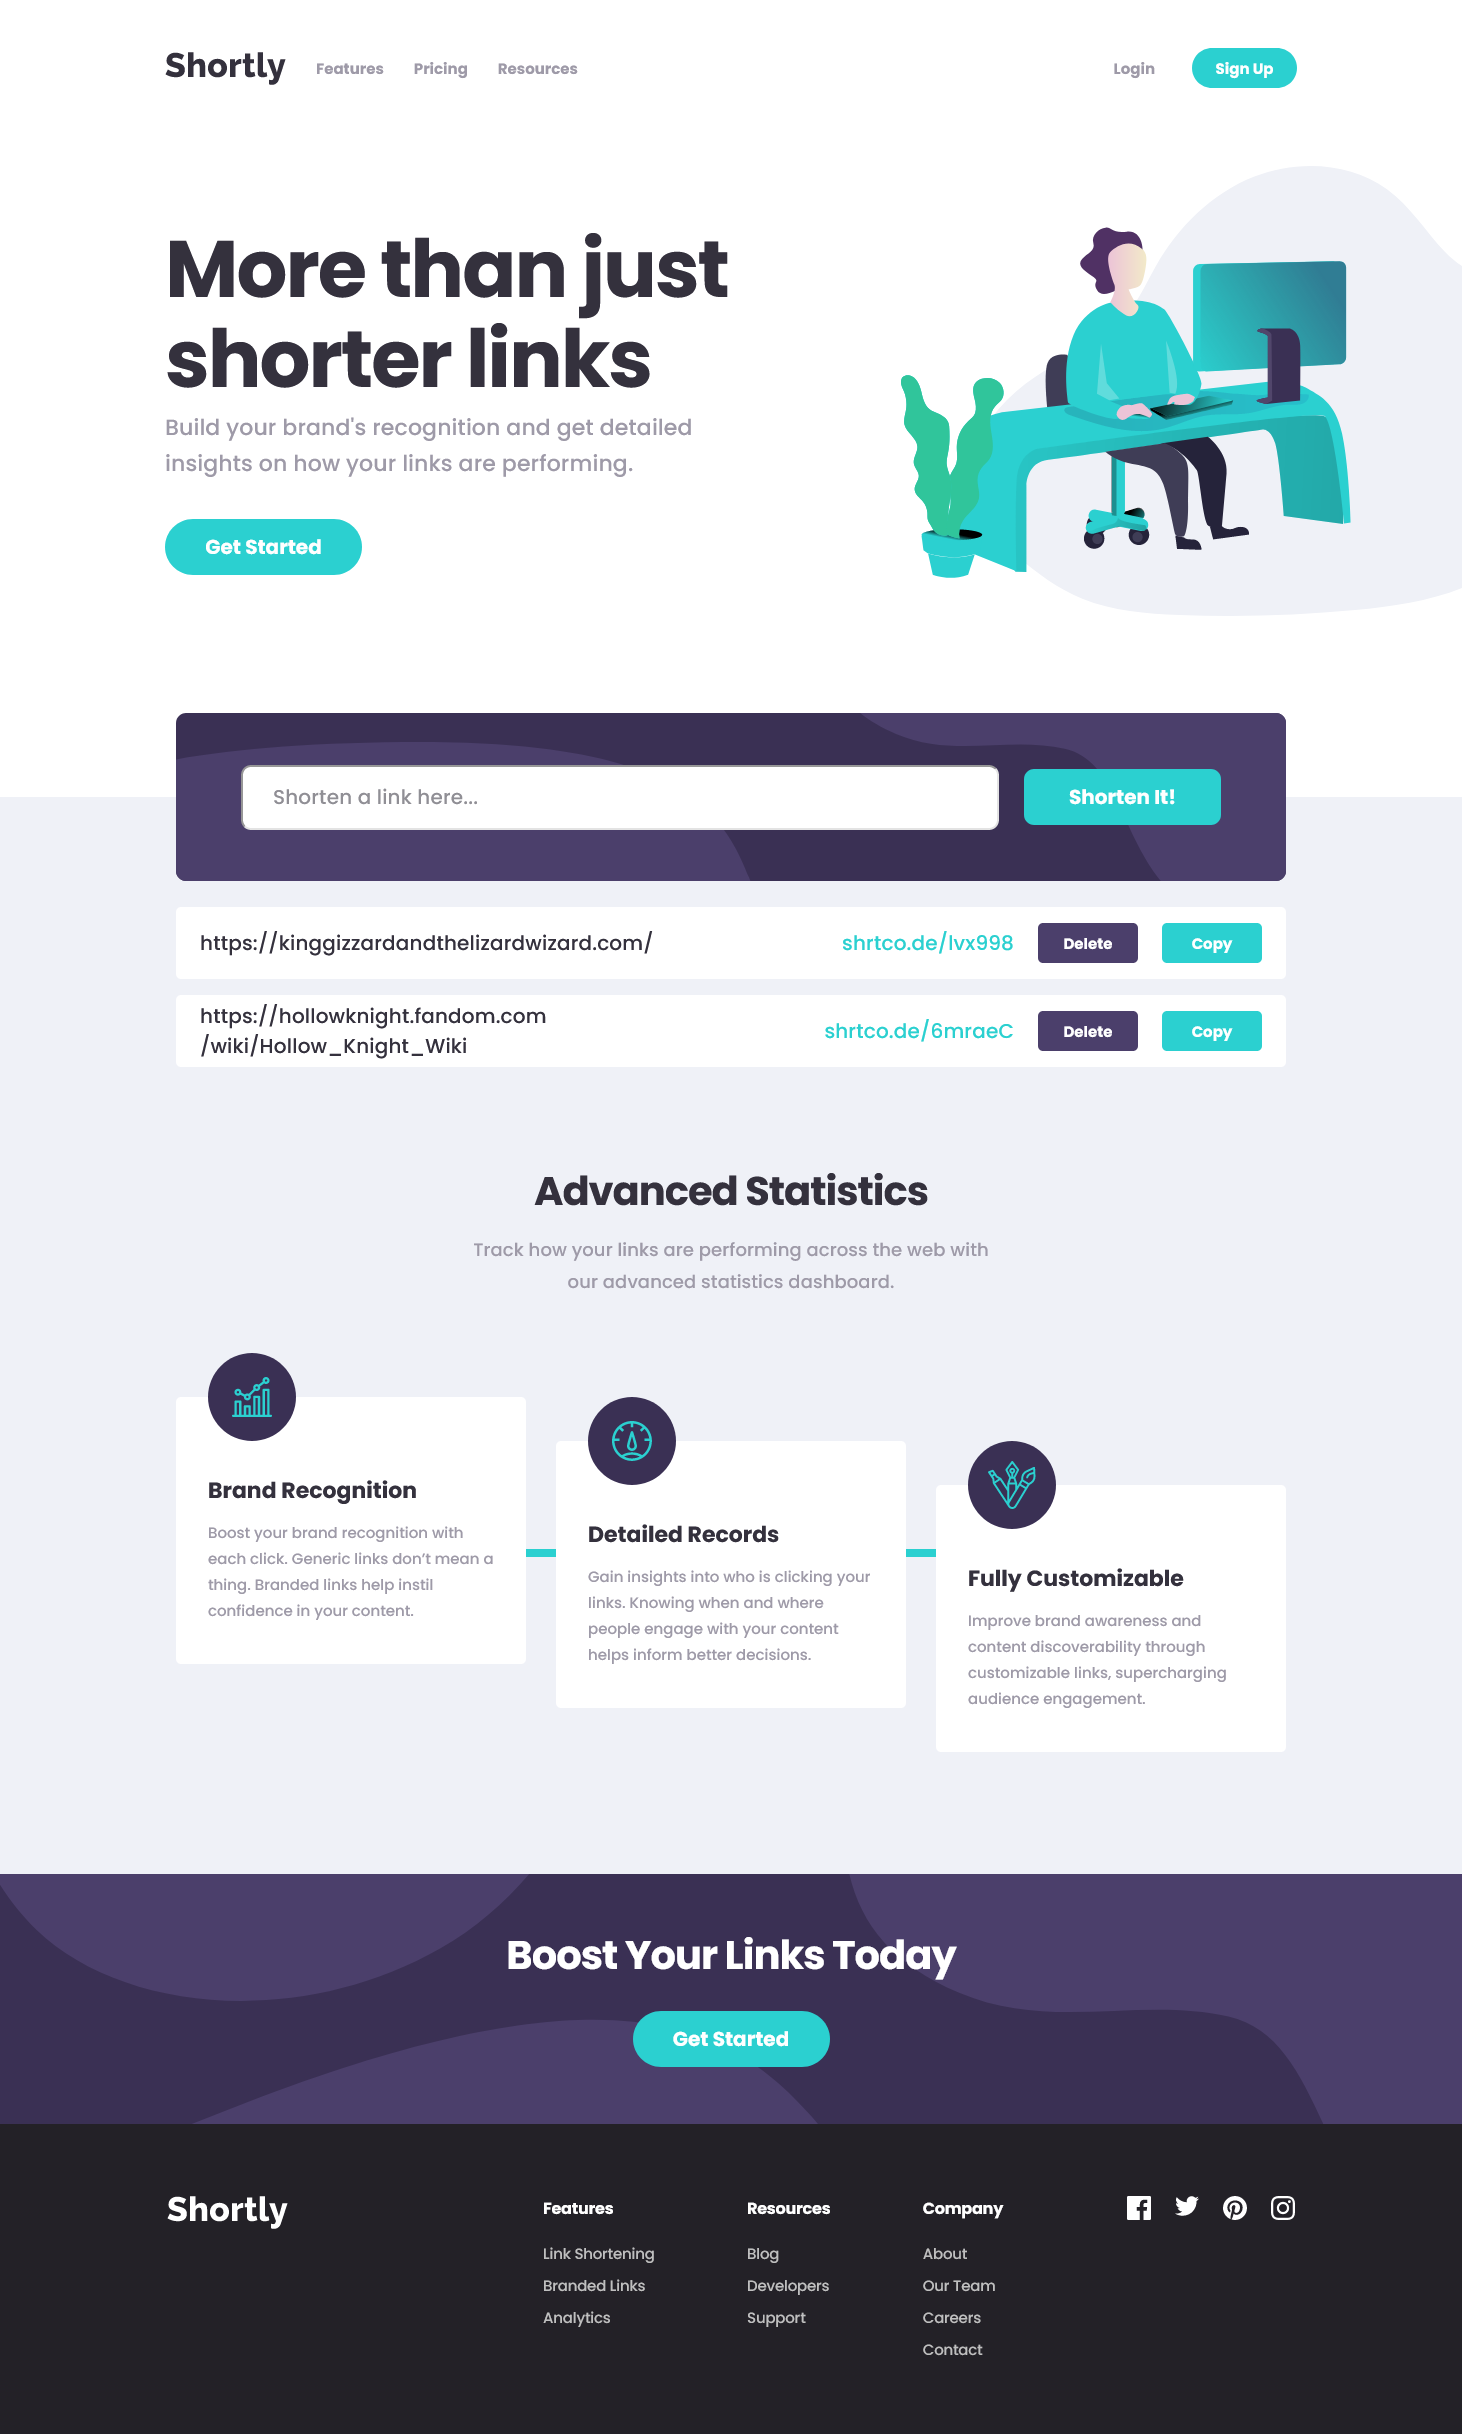 Shortly
Features
Pricing
Resources
Login
Sign Up
More than just
shorter links
Build your brand's recognition and get detailed
insights on how your links are performing.
Get Started
Shorten a link here...
Shorten It!
https://kinggizzardandthelizardwizard.com/
shrtco.de/lvx998
Delete
Copy
https://hollowknight.fandom.com
/wiki/Hollow_Knight_Wiki
shrtco.de/6mraeC
Delete
Copy
Advanced Statistics
Track how your links are performing across the web with
our advanced statistics dashboard.
Brand Recognition
Boost your brand recognition with
each click. Generic links don’t mean a
thing. Branded links help instil
confidence in your content.
Detailed Records
Gain insights into who is clicking your
links. Knowing when and where
people engage with your content
helps inform better decisions.
Fully Customizable
Improve brand awareness and
content discoverability through
customizable links, supercharging
audience engagement.
Boost Your Links Today
Get Started
Shortly
Features
Link Shortening
Branded Links
Analytics
Resources
Blog
Developers
Support
Company
About
Our Team
Careers
Contact